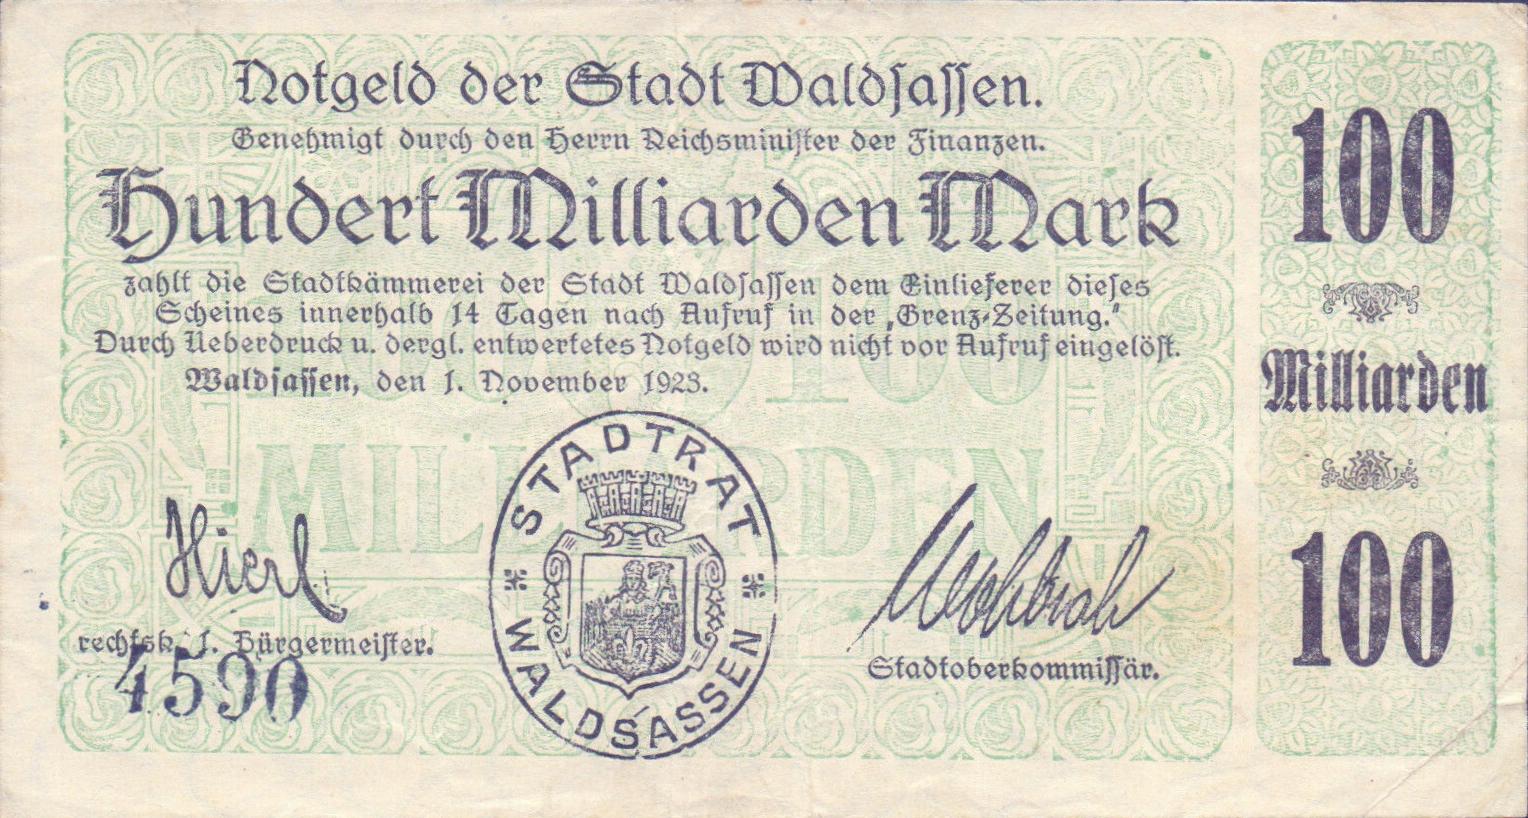 Notgeld der Stadt Waldsassen.
Genehmigt durch den Herrn Reichsminister der Finanzen.
Hundert Milliarden Mark
zahlt die Stadtkämmerei der Stadt Waldsassen dem Einlieferer dieses
Scheines innerhalb 14 Tagen nach Aufruf in der „Grenz-Zeitung.“
Durch Ueberdruck u. dergl. entwertetes Notgeld wird nicht vor Aufruf eingelöst.
Waldsassen, den 1. November 1923.
100 100
MILLIARDEN
STADTRAT
WALDSASSEN
Hierl
rechtsk. 1. Bürgermeister.
4590
Stadtoberkommissär.
100
Milliarden
100